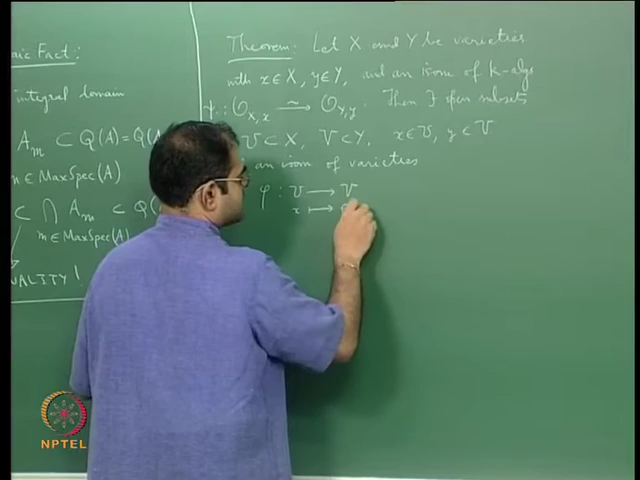 aic Fact:
integral domain
A_m ⊂ Q(A) = Q(A
m ∈ MaxSpec(A)
⊂ ⋂ A_m ⊂ Q(
m ∈ MaxSpec(A)
UALITY!
Theorem: Let X and Y be varieties
with x ∈ X, y ∈ Y, and an isom of k-algs
O_{X,x} ⥲ O_{Y,y}. Then ∃ open subsets
U ⊂ X, V ⊂ Y, x ∈ U, y ∈ V
an isom of varieties
φ : U ⟶ V
x ⟼
NPTEL